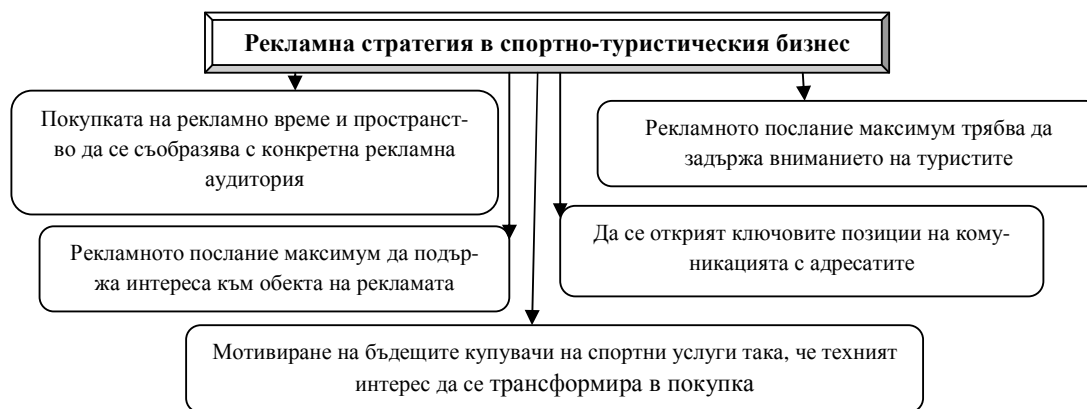 Рекламна стратегия в спортно-туристическия бизнес
Покупката на рекламно време и пространст-
во да се съобразява с конкретна рекламна
аудитория
Рекламното послание максимум трябва да
задържа вниманието на туристите
Рекламното послание максимум да подър-
жа интереса към обекта на рекламата
Да се открият ключовите позиции на кому-
никацията с адресатите
Мотивиране на бъдещите купувачи на спортни услуги така, че техният
интерес да се трансформира в покупка